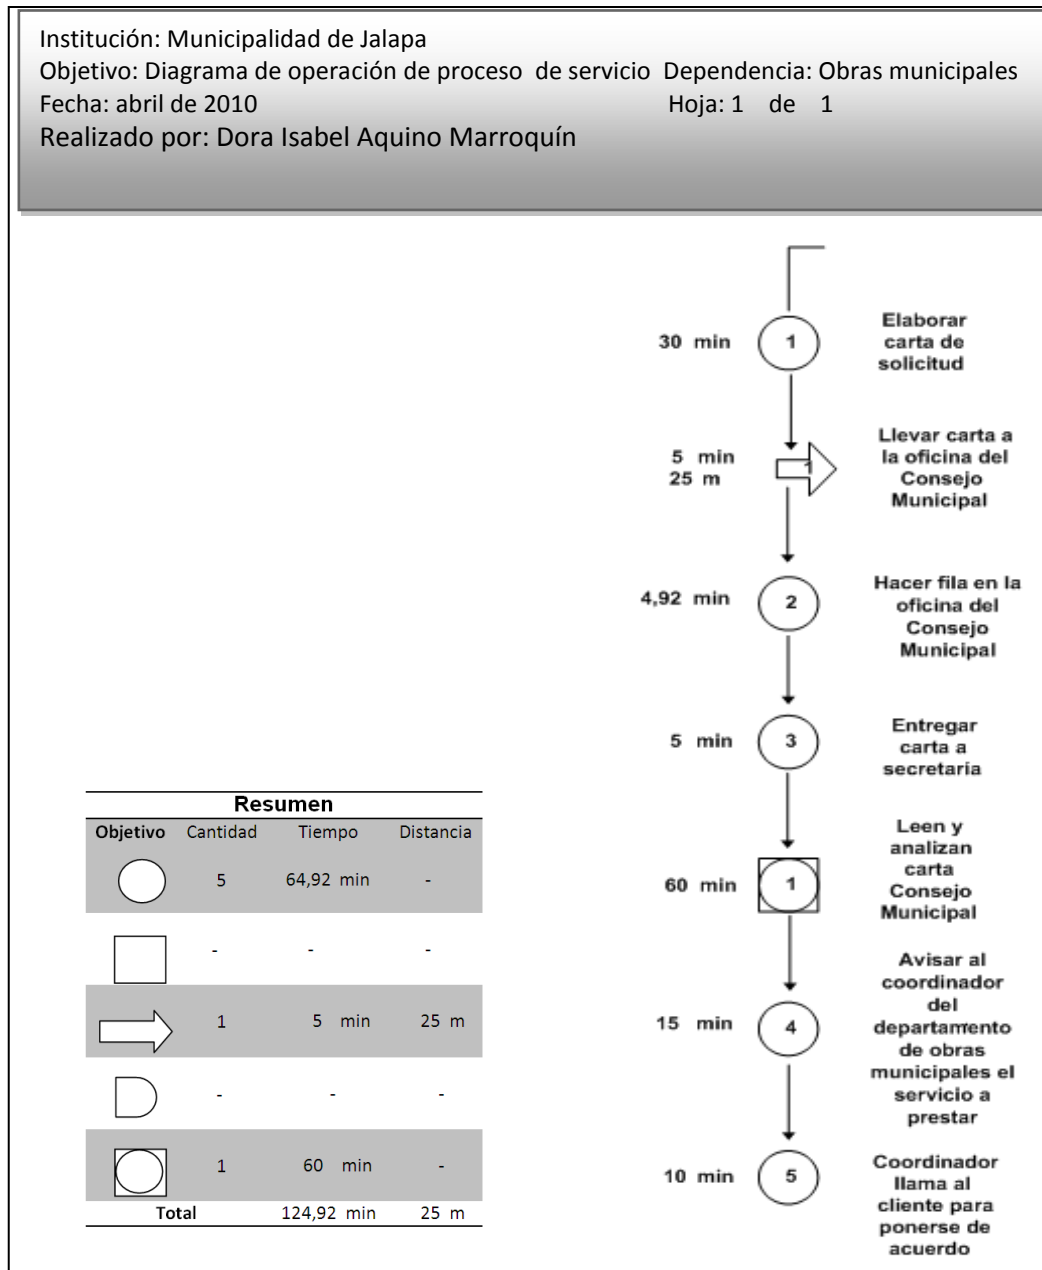 Institución: Municipalidad de Jalapa
Objetivo: Diagrama de operación de proceso de servicio Dependencia: Obras municipales
Fecha: abril de 2010 Hoja: 1 de 1
Realizado por: Dora Isabel Aquino Marroquín
30 min
1
Elaborar
carta de
solicitud
5 min
25 m
1
Llevar carta a
la oficina del
Consejo
Municipal
4,92 min
2
Hacer fila en la
oficina del
Consejo
Municipal
5 min
3
Entregar
carta a
secretaria
60 min
1
Leen y
analizan
carta
Consejo
Municipal
15 min
4
Avisar al
coordinador
del
departamento
de obras
municipales el
servicio a
prestar
10 min
5
Coordinador
llama al
cliente para
ponerse de
acuerdo
Resumen
Objetivo Cantidad Tiempo Distancia
5 64,92 min -
- - -
1 5 min 25 m
- - -
1 60 min -
Total 124,92 min 25 m